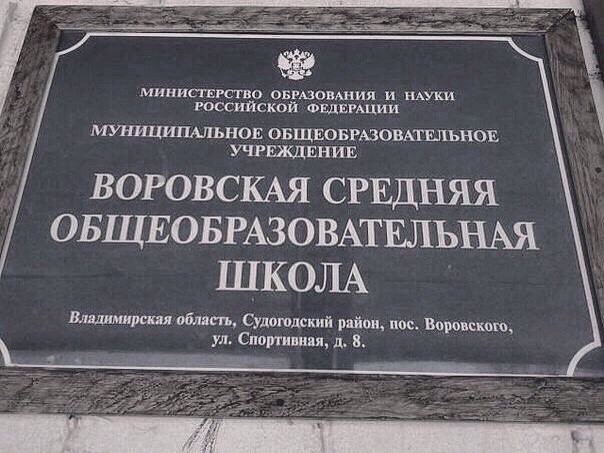 МИНИСТЕРСТВО ОБРАЗОВАНИЯ И НАУКИ
РОССИЙСКОЙ ФЕДЕРАЦИИ
МУНИЦИПАЛЬНОЕ ОБЩЕОБРАЗОВАТЕЛЬНОЕ
УЧРЕЖДЕНИЕ
ВОРОВСКАЯ СРЕДНЯЯ
ОБЩЕОБРАЗОВАТЕЛЬНАЯ
ШКОЛА
Владимирская область, Судогодский район, пос. Воровского,
ул. Спортивная, д. 8.